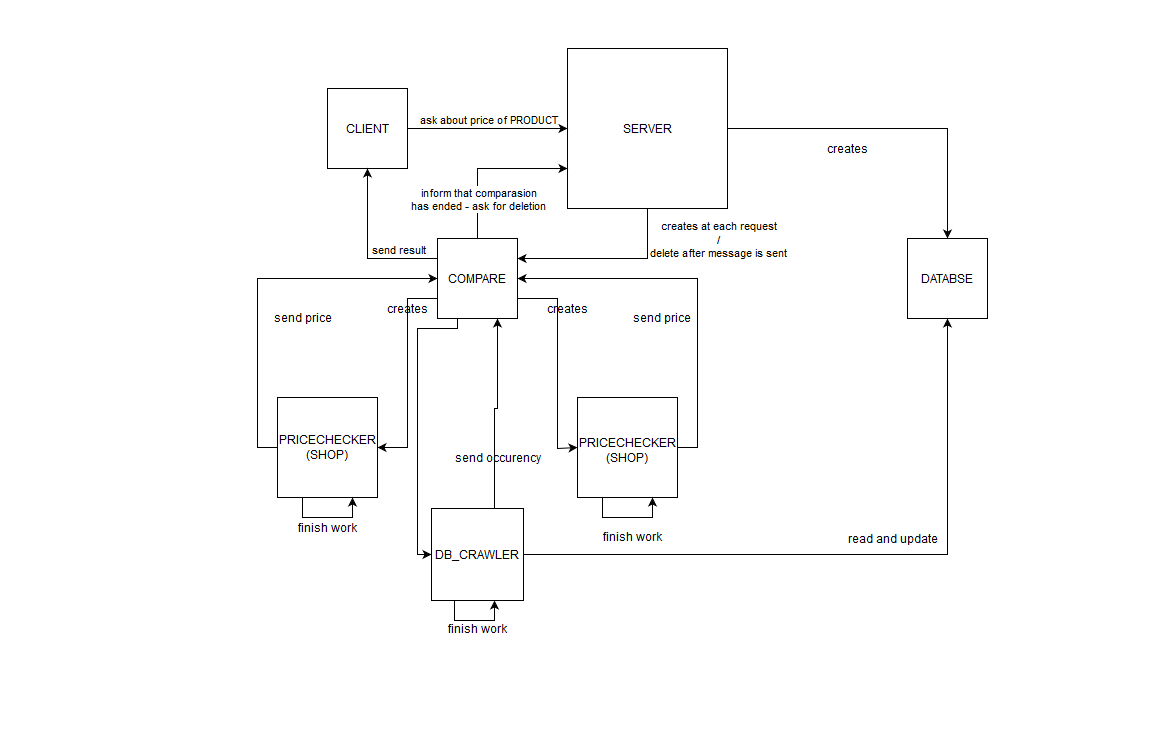 ask about price of PRODUCT
CLIENT
SERVER
creates
inform that comparasion
has ended - ask for deletion
creates at each request
/
delete after message is sent
send result
COMPARE
DATABSE
creates
creates
send price
send price
PRICECHECKER
(SHOP)
PRICECHECKER
(SHOP)
send occurency
finish work
finish work
read and update
DB_CRAWLER
finish work